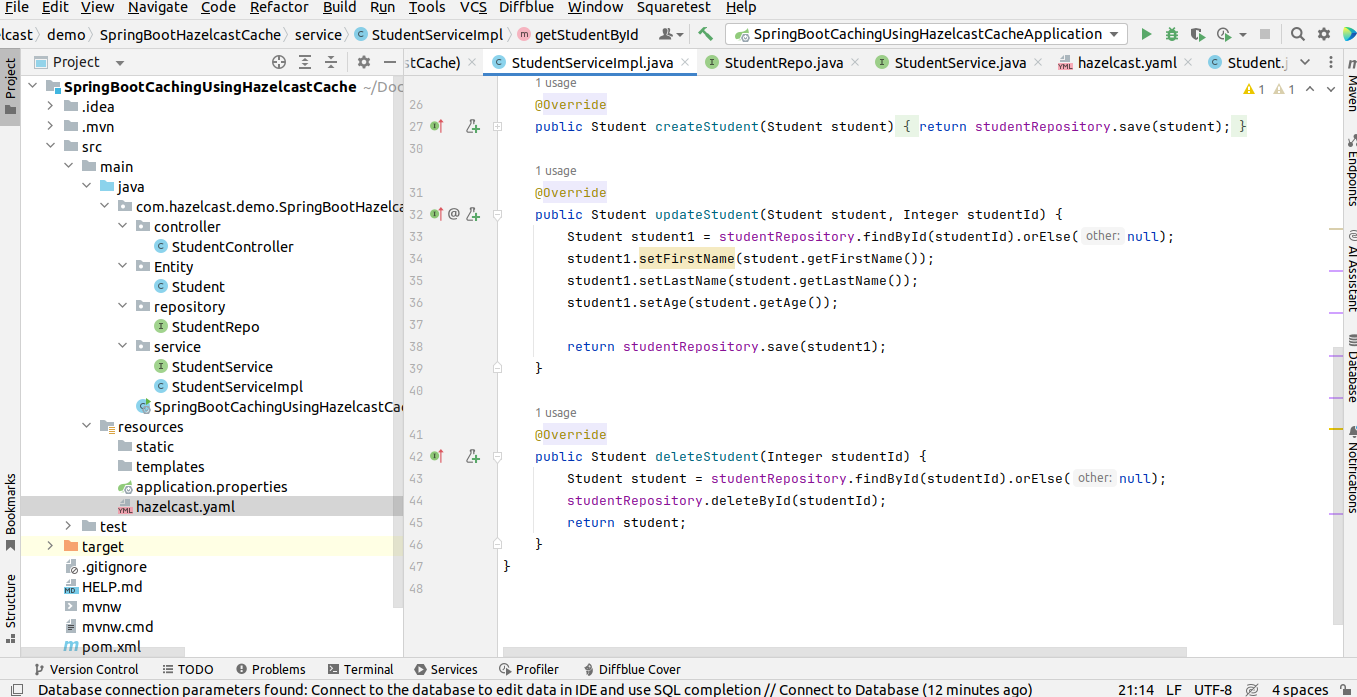 File Edit View Navigate Code Refactor Build Run Tools VCS Diffblue Window Squaretest Help
lcast demo SpringBootHazelcastCache service StudentServiceImpl getStudentById SpringBootCachingUsingHazelcastCacheApplication
Project
stCache) StudentServiceImpl.java StudentRepo.java StudentService.java hazelcast.yaml Student.j
SpringBootCachingUsingHazelcastCache ~/Doc
.idea
.mvn
src
main
java
com.hazelcast.demo.SpringBootHazelca
controller
StudentController
Entity
Student
repository
StudentRepo
service
StudentService
StudentServiceImpl
SpringBootCachingUsingHazelcastCa
resources
static
templates
application.properties
hazelcast.yaml
test
target
.gitignore
HELP.md
mvnw
mvnw.cmd
pom.xml
Project
Bookmarks
Structure
1 usage
1 1
26 @Override
27 public Student createStudent(Student student) { return studentRepository.save(student); }
30
1 usage
31 @Override
32 @ public Student updateStudent(Student student, Integer studentId) {
33 Student student1 = studentRepository.findById(studentId).orElse( other: null);
34 student1.setFirstName(student.getFirstName());
35 student1.setLastName(student.getLastName());
36 student1.setAge(student.getAge());
37
38 return studentRepository.save(student1);
39 }
40
1 usage
41 @Override
42 public Student deleteStudent(Integer studentId) {
43 Student student = studentRepository.findById(studentId).orElse( other: null);
44 studentRepository.deleteById(studentId);
45 return student;
46 }
47 }
48
Maven
Endpoints
AI Assistant
Database
Notifications
Version Control TODO Problems Terminal Services Profiler Diffblue Cover
Database connection parameters found: Connect to the database to edit data in IDE and use SQL completion // Connect to Database (12 minutes ago) 21:14 LF UTF-8 4 spaces